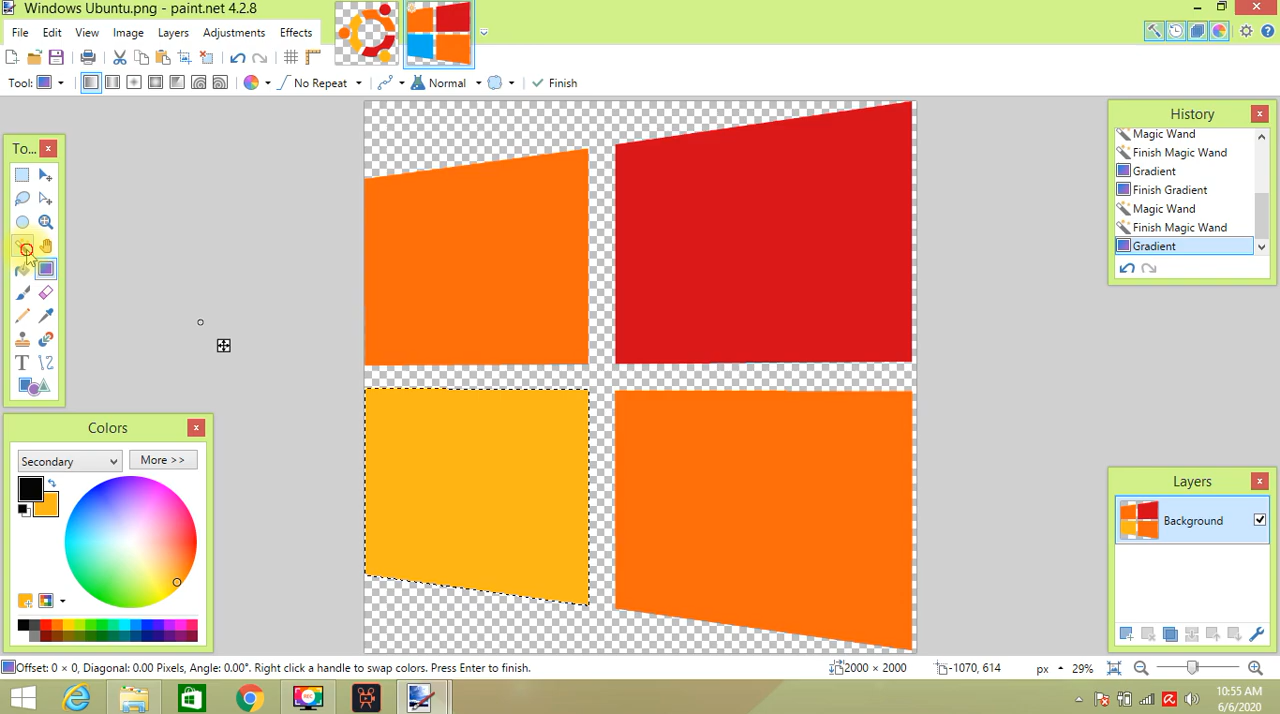 Windows Ubuntu.png - paint.net 4.2.8
File Edit View Image Layers Adjustments Effects
Tool: No Repeat Normal Finish
To...
History
Magic Wand
Finish Magic Wand
Gradient
Finish Gradient
Magic Wand
Finish Magic Wand
Gradient
Colors
Secondary
More >>
Layers
Background
Offset: 0 × 0, Diagonal: 0.00 Pixels, Angle: 0.00°. Right click a handle to swap colors. Press Enter to finish.
2000 × 2000
-1070, 614
px
29%
REC
10:55 AM
6/6/2020